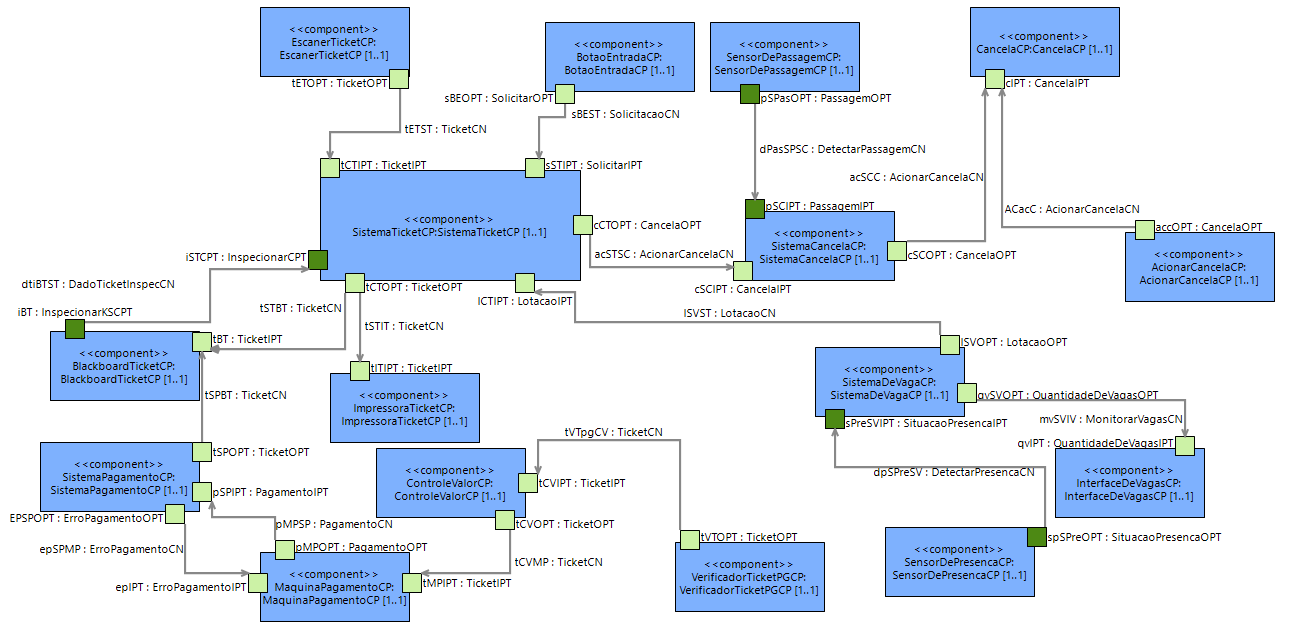 <<component>>
EscanerTicketCP:
EscanerTicketCP [1..1]
tETOPT : TicketOPT
<<component>>
BotaoEntradaCP:
BotaoEntradaCP [1..1]
sBEOPT : SolicitarOPT
<<component>>
SensorDePassagemCP:
SensorDePassagemCP [1..1]
pSPasOPT : PassagemOPT
<<component>>
CancelaCP:CancelaCP [1..1]
cIPT : CancelaIPT
tETST : TicketCN
sBEST : SolicitacaoCN
dPasSPSC : DetectarPassagemCN
acSCC : AcionarCancelaCN
ACacC : AcionarCancelaCN
tCTIPT : TicketIPT
sSTIPT : SolicitarIPT
<<component>>
SistemaTicketCP:SistemaTicketCP [1..1]
cCTOPT : CancelaOPT
acSTSC : AcionarCancelaCN
pSCIPT : PassagemIPT
<<component>>
SistemaCancelaCP:
SistemaCancelaCP [1..1]
cSCOPT : CancelaOPT
cSCIPT : CancelaIPT
accOPT : CancelaOPT
<<component>>
AcionarCancelaCP:
AcionarCancelaCP [1..1]
iSTCPT : InspecionarCPT
dtiBTST : DadoTicketInspecCN
iBT : InspecionarKSCPT
tCTOPT : TicketOPT
lCTIPT : LotacaoIPT
tSTBT : TicketCN
tSTIT : TicketCN
lSVST : LotacaoCN
tBT : TicketIPT
<<component>>
BlackboardTicketCP:
BlackboardTicketCP [1..1]
tITIPT : TicketIPT
<<component>>
ImpressoraTicketCP:
ImpressoraTicketCP [1..1]
tSPBT : TicketCN
lSVOPT : LotacaoOPT
<<component>>
SistemaDeVagaCP:
SistemaDeVagaCP [1..1]
qvSVOPT : QuantidadeDeVagasOPT
sPreSVIPT : SituacaoPresencaIPT
mvSVIV : MonitorarVagasCN
qvIPT : QuantidadeDeVagasIPT
<<component>>
InterfaceDeVagasCP:
InterfaceDeVagasCP [1..1]
dpSPreSV : DetectarPresencaCN
spSPreOPT : SituacaoPresencaOPT
<<component>>
SensorDePresencaCP:
SensorDePresencaCP [1..1]
tSPOPT : TicketOPT
<<component>>
SistemaPagamentoCP:
SistemaPagamentoCP [1..1]
pSPIPT : PagamentoIPT
EPSPOPT : ErroPagamentoOPT
pMPSP : PagamentoCN
epSPMP : ErroPagamentoCN
pMPOPT : PagamentoOPT
epIPT : ErroPagamentoIPT
<<component>>
MaquinaPagamentoCP:
MaquinaPagamentoCP [1..1]
tMPIPT : TicketIPT
tVTpgCV : TicketCN
<<component>>
ControleValorCP:
ControleValorCP [1..1]
tCVIPT : TicketIPT
tCVOPT : TicketOPT
tCVMP : TicketCN
tVTOPT : TicketOPT
<<component>>
VerificadorTicketPGCP:
VerificadorTicketPGCP [1..1]